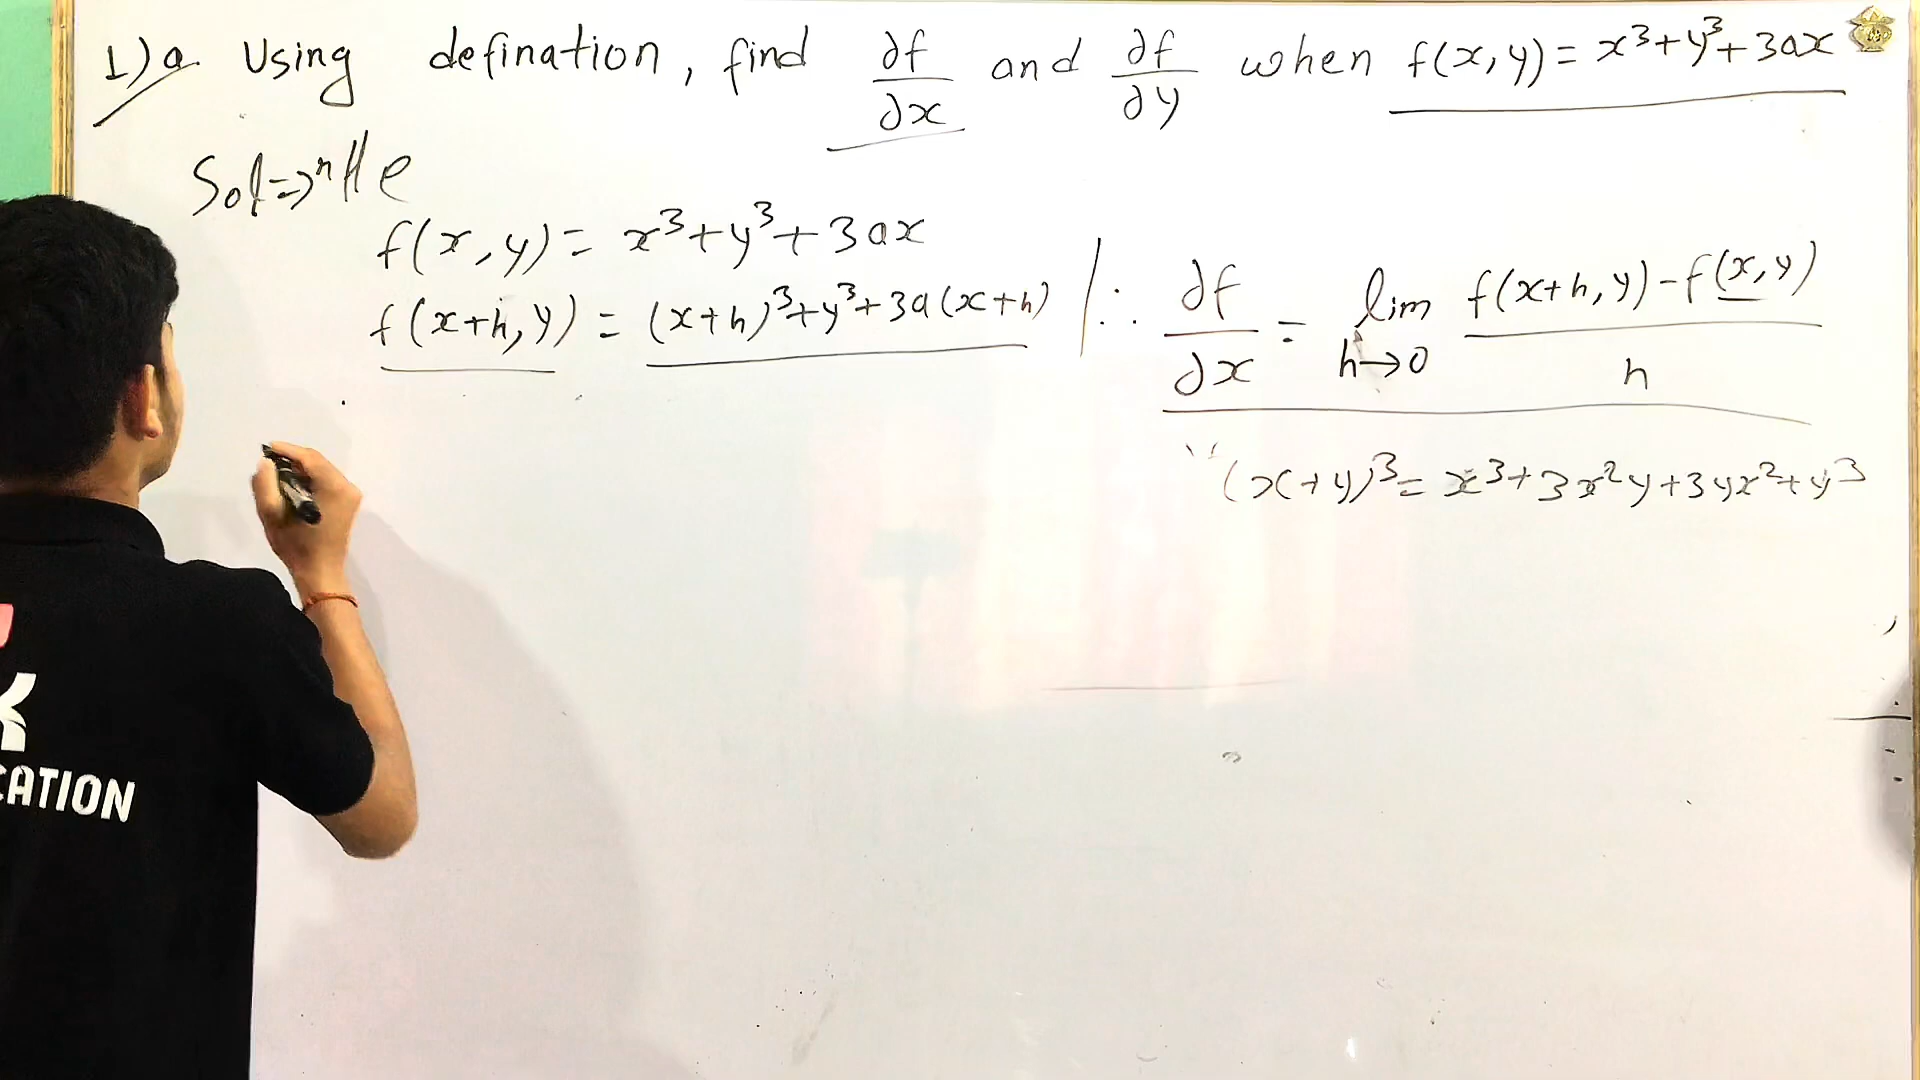 1) a. Using defination, find ∂f/∂x and ∂f/∂y when f(x,y) = x³+y³+3ax
Solⁿ⇒ He
f(x,y) = x³+y³+3ax
f(x+h,y) = (x+h)³+y³+3a(x+h)
∴ ∂f/∂x = lim h→0 f(x+h,y)-f(x,y)/h
(x+y)³ = x³+3x²y+3yx²+y³
CATION